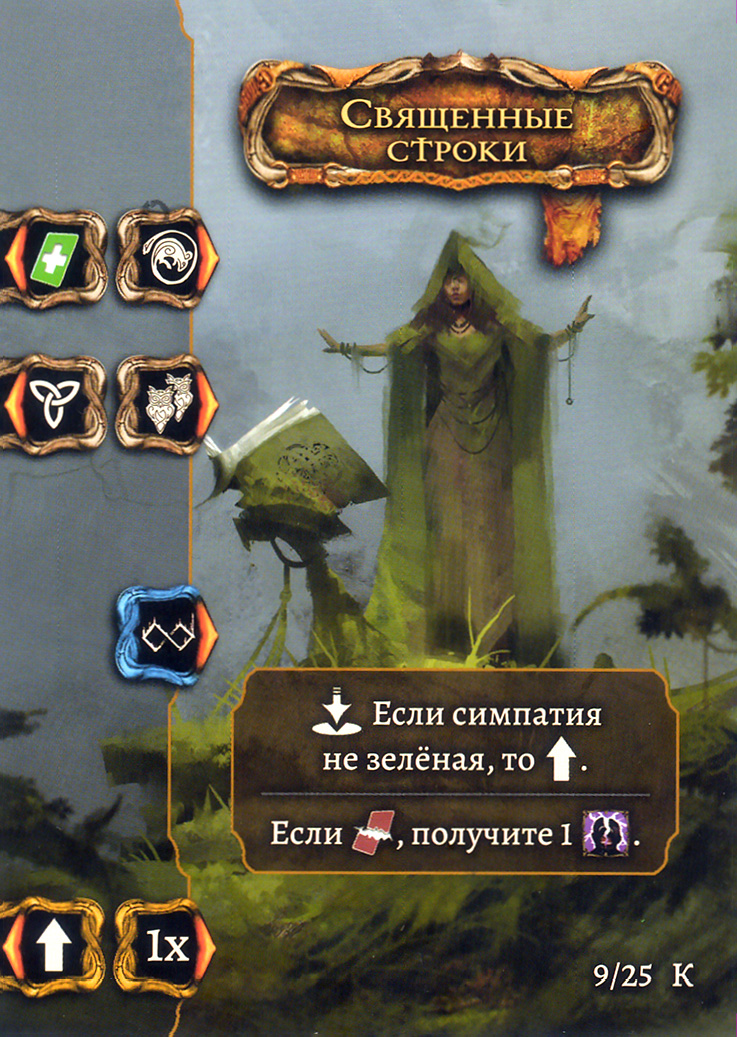 Священные
строки
Если симпатия
не зелёная, то .
Если , получите 1 .
1x
9/25 К